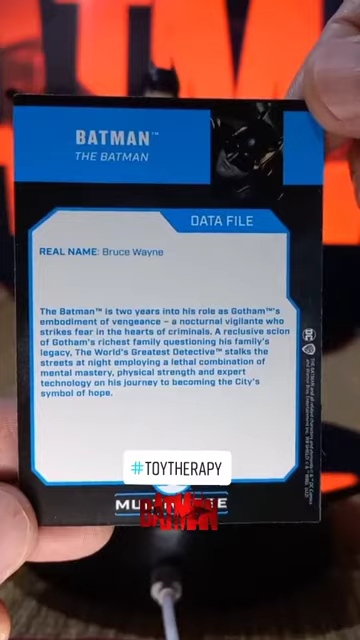 BATMAN™
THE BATMAN
DATA FILE
REAL NAME: Bruce Wayne
The Batman™ is two years into his role as Gotham™s
embodiment of vengeance – a nocturnal vigilante who
strikes fear in the hearts of criminals. A reclusive scion
of Gotham's richest family questioning his family's
legacy, The World's Greatest Detective™ stalks the
streets at night employing a lethal combination of
mental mastery, physical strength and expert
technology on his journey to becoming the City's
symbol of hope.
#TOYTHERAPY
BATMAN
DC